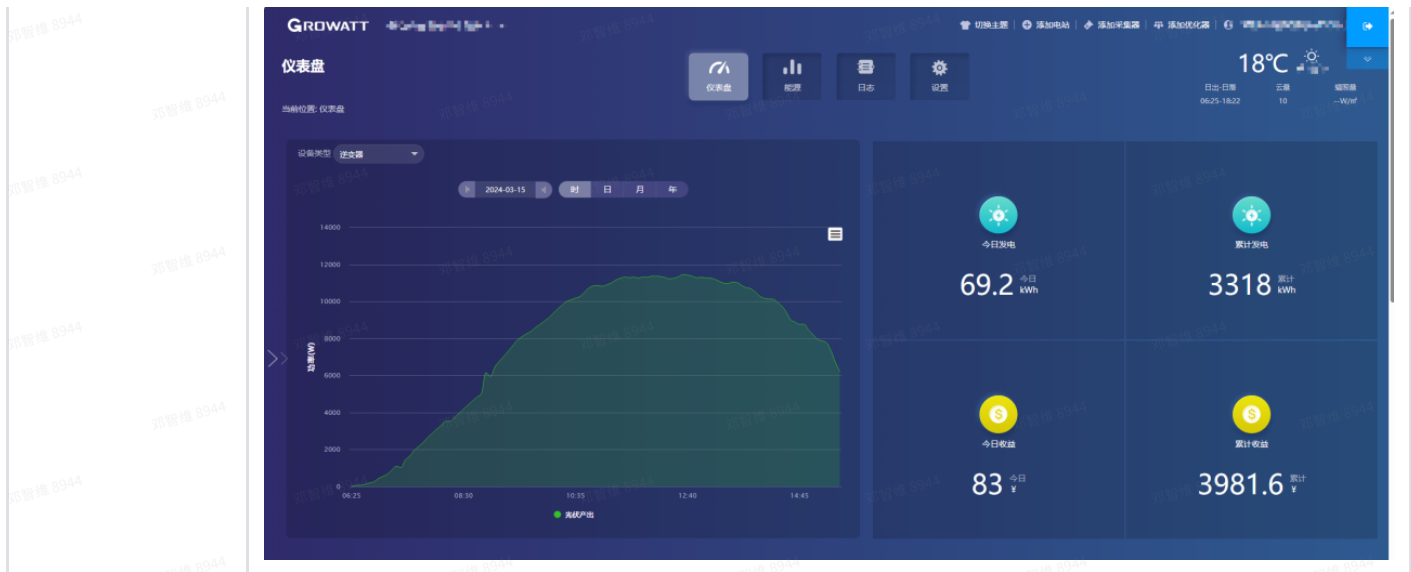 GROWATT
切换主题
添加电站
添加采集器
添加优化器
仪表盘
仪表盘
能源
日志
设置
18℃
日出-日落
云量
辐照量
06:25-18:22
10
--W/㎡
当前位置: 仪表盘
设备类型
逆变器
2024-03-15
时
日
月
年
功率(W)
14000
12000
10000
8000
6000
4000
2000
0
06:25
08:30
10:35
12:40
14:45
光伏产出
今日发电
69.2
今日
kWh
累计发电
3318
累计
kWh
今日收益
83
今日
¥
累计收益
3981.6
累计
¥
邓智维 8944